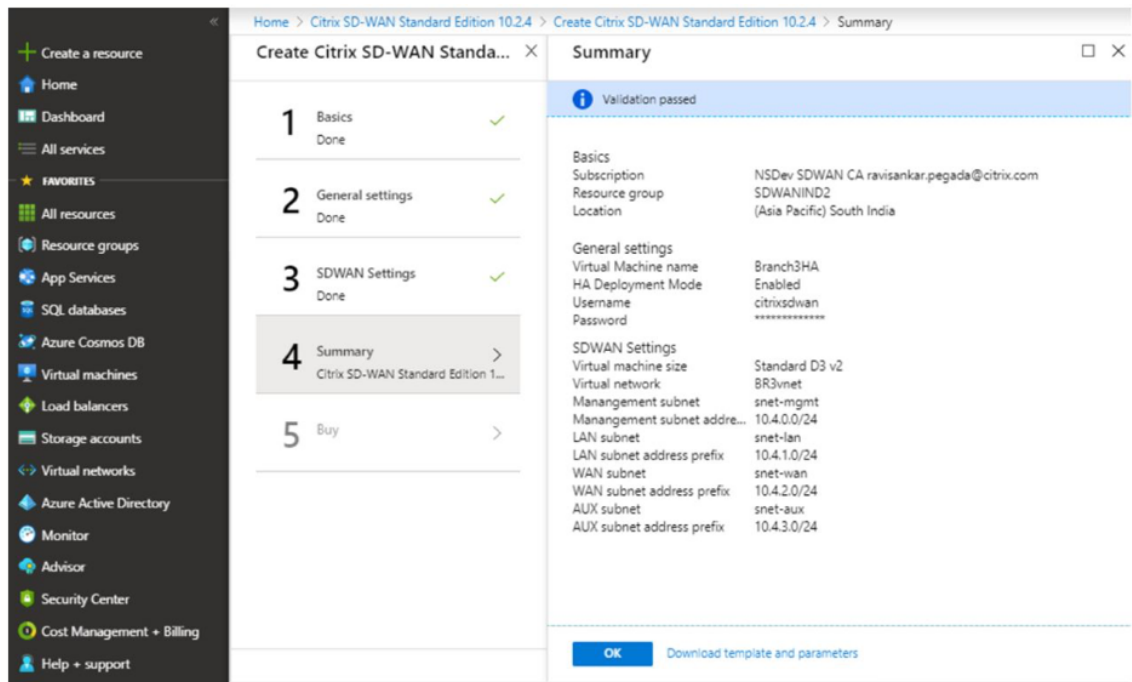 «
Create a resource
Home
Dashboard
All services
FAVORITES
All resources
Resource groups
App Services
SQL databases
Azure Cosmos DB
Virtual machines
Load balancers
Storage accounts
Virtual networks
Azure Active Directory
Monitor
Advisor
Security Center
Cost Management + Billing
Help + support
Home > Citrix SD-WAN Standard Edition 10.2.4 > Create Citrix SD-WAN Standard Edition 10.2.4 > Summary
Create Citrix SD-WAN Standa...
1 Basics
Done
2 General settings
Done
3 SDWAN Settings
Done
4 Summary
Citrix SD-WAN Standard Edition 1...
5 Buy
Summary
Validation passed
Basics
Subscription NSDev SDWAN CA ravisankar.pegada@citrix.com
Resource group SDWANIND2
Location (Asia Pacific) South India
General settings
Virtual Machine name Branch3HA
HA Deployment Mode Enabled
Username citrixsdwan
Password *************
SDWAN Settings
Virtual machine size Standard D3 v2
Virtual network BR3vnet
Manangement subnet snet-mgmt
Manangement subnet addre... 10.4.0.0/24
LAN subnet snet-lan
LAN subnet address prefix 10.4.1.0/24
WAN subnet snet-wan
WAN subnet address prefix 10.4.2.0/24
AUX subnet snet-aux
AUX subnet address prefix 10.4.3.0/24
OK Download template and parameters